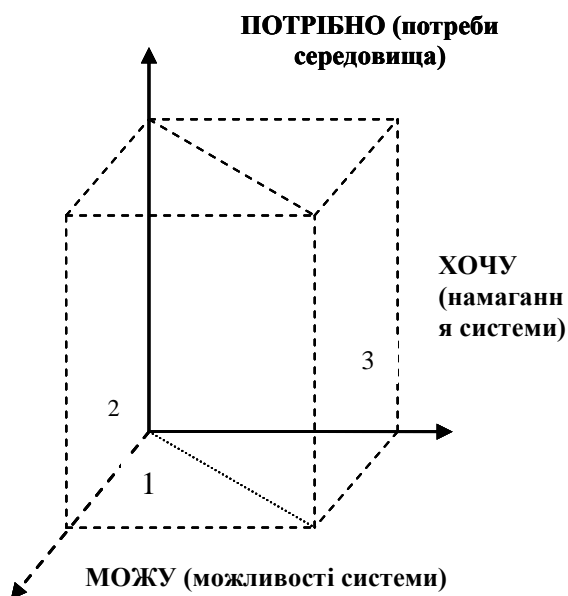 ПОТРІБНО (потреби
середовища)
ХОЧУ
(намаганн
я системи)
3
2
1
МОЖУ (можливості системи)